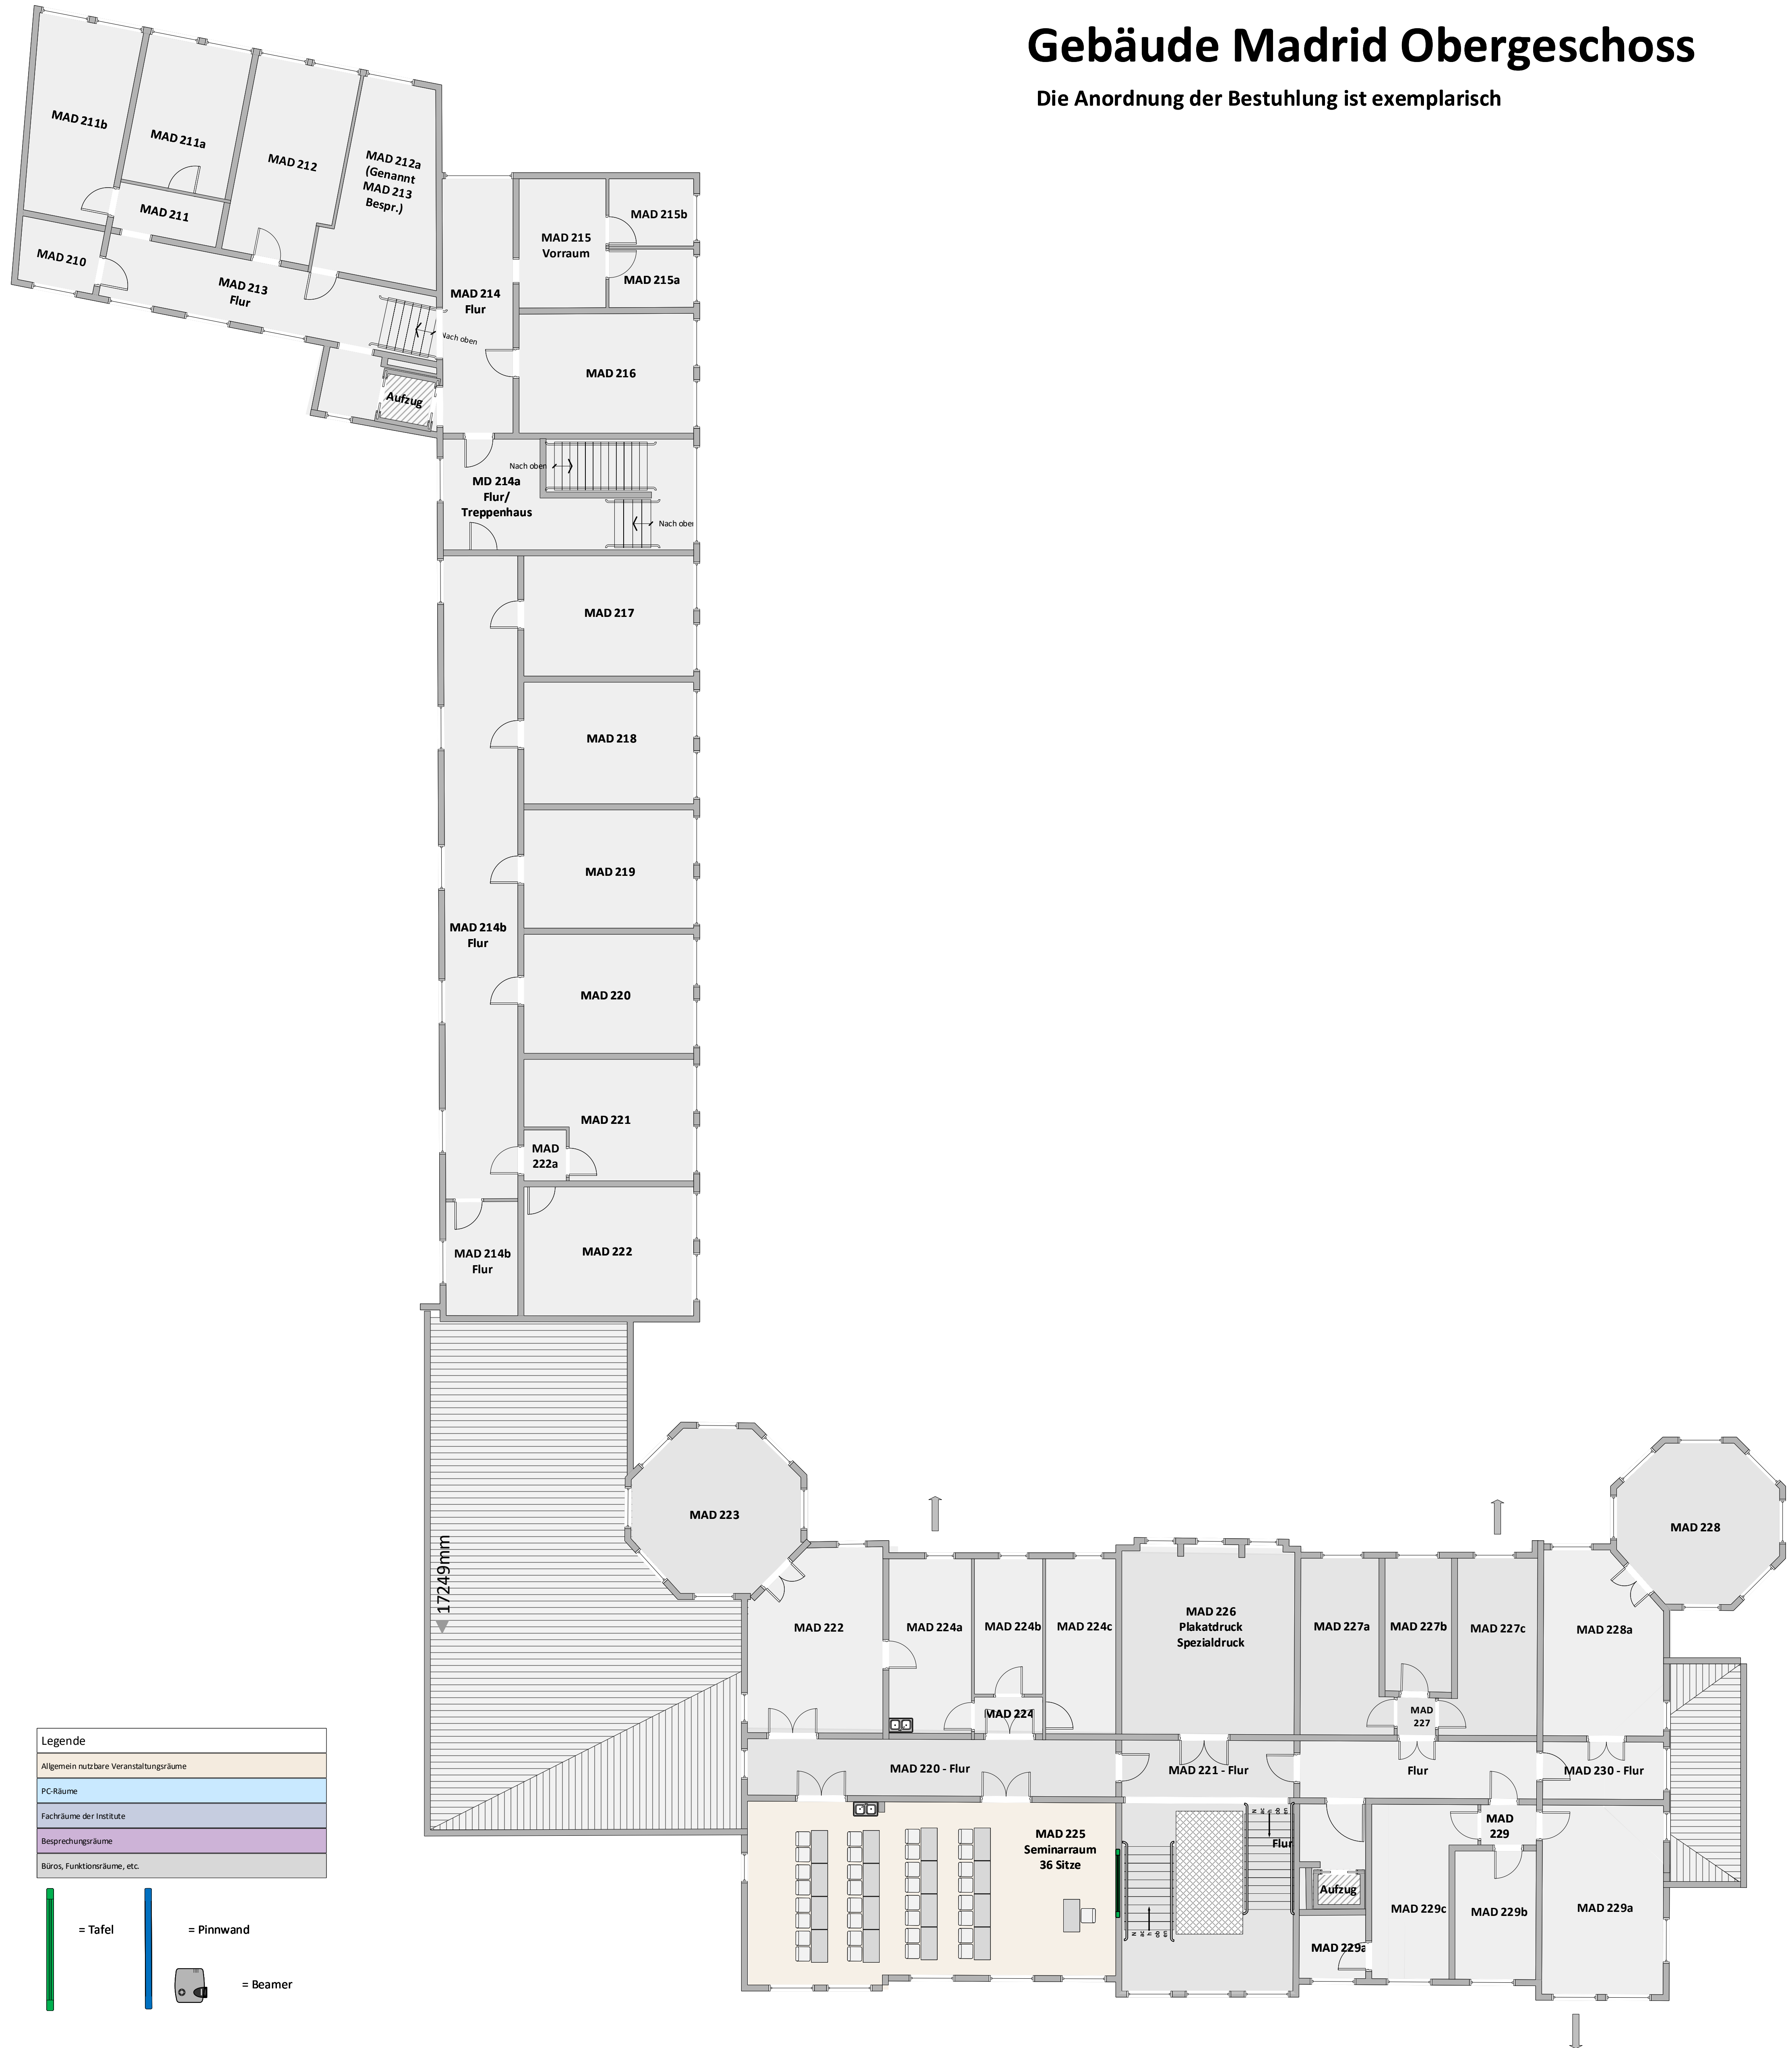 Gebäude Madrid Obergeschoss
Die Anordnung der Bestuhlung ist exemplarisch
MAD 211b
MAD 211a
MAD 212
MAD 212a
(Genannt
MAD 213
Bespr.)
MAD 211
MAD 210
MAD 213
Flur
Nach oben
Aufzug
MAD 214
Flur
MAD 215
Vorraum
MAD 215b
MAD 215a
MAD 216
Nach oben
MD 214a
Flur/
Treppenhaus
Nach oben
MAD 217
MAD 218
MAD 219
MAD 214b
Flur
MAD 220
MAD 221
MAD
222a
MAD 214b
Flur
MAD 222
17249mm
MAD 223
MAD 228
MAD 222
MAD 224a
MAD 224b
MAD 224c
MAD 224
MAD 226
Plakatdruck
Spezialdruck
MAD 227a
MAD 227b
MAD 227c
MAD
227
MAD 228a
MAD 220 - Flur
MAD 221 - Flur
Flur
MAD 230 - Flur
MAD 225
Seminarraum
36 Sitze
Nach oben
Nach oben
Flur
Aufzug
MAD 229a
MAD 229c
MAD
229
MAD 229b
MAD 229a
Legende
Allgemein nutzbare Veranstaltungsräume
PC-Räume
Fachräume der Institute
Besprechungsräume
Büros, Funktionsräume, etc.
= Tafel
= Pinnwand
= Beamer